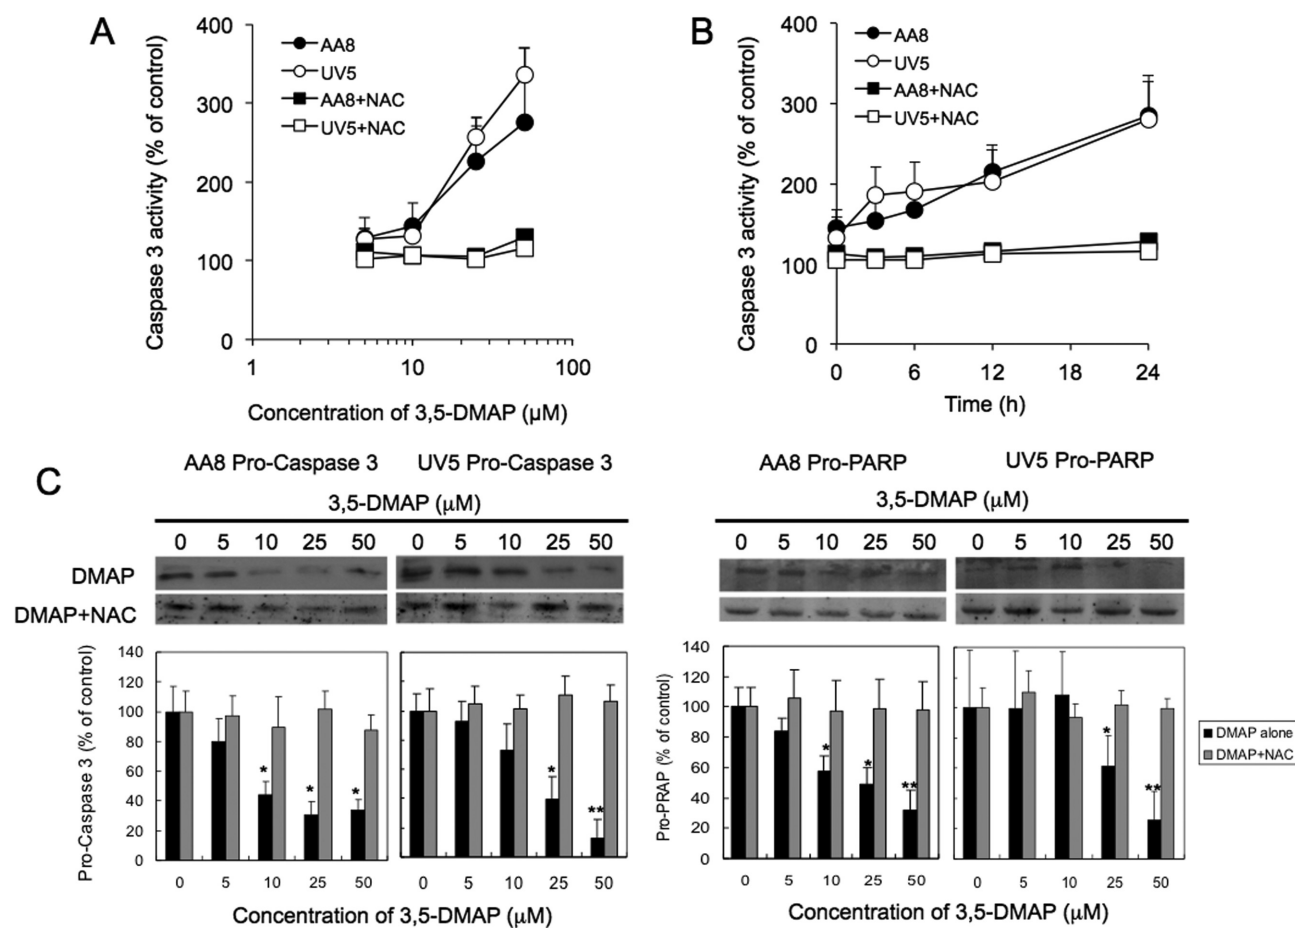 A
400
300
200
100
0
Caspase 3 activity (% of control)
AA8
UV5
AA8+NAC
UV5+NAC
1
10
100
Concentration of 3,5-DMAP (μM)
B
400
300
200
100
0
Caspase 3 activity (% of control)
AA8
UV5
AA8+NAC
UV5+NAC
0
6
12
18
24
Time (h)
C
AA8 Pro-Caspase 3
UV5 Pro-Caspase 3
AA8 Pro-PARP
UV5 Pro-PARP
3,5-DMAP (μM)
3,5-DMAP (μM)
0 5 10 25 50
0 5 10 25 50
0 5 10 25 50
0 5 10 25 50
DMAP
DMAP+NAC
Pro-Caspase 3 (% of control)
140
120
100
80
60
40
20
0
* * *
* **
0 5 10 25 50
0 5 10 25 50
Concentration of 3,5-DMAP (μM)
Pro-PRAP (% of control)
140
120
100
80
60
40
20
0
* * **
* **
0 5 10 25 50
0 5 10 25 50
Concentration of 3,5-DMAP (μM)
DMAP alone
DMAP+NAC